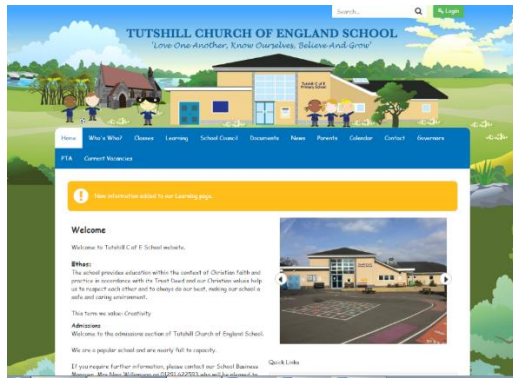 Search...
Login
TUTSHILL CHURCH OF ENGLAND SCHOOL
'Love One Another, Know Ourselves, Believe And Grow'
Tutshill C of E
Primary School
Home Who's Who? Classes Learning School Council Documents News Parents Calendar Contact Governors
PTA Current Vacancies
New information added to our Learning page.
Welcome
Welcome to Tutshill C of E School website.
Ethos:
The school provides education within the context of Christian faith and
practice in accordance with its Trust Deed and our Christian values help
us to respect each other and to always do our best, making our school a
safe and caring environment.
This term we value: Creativity
Admissions
Welcome to the admissions section of Tutshill Church of England School.
We are a popular school and are nearly full to capacity.
Quick Links
If you require further information, please contact our School Business